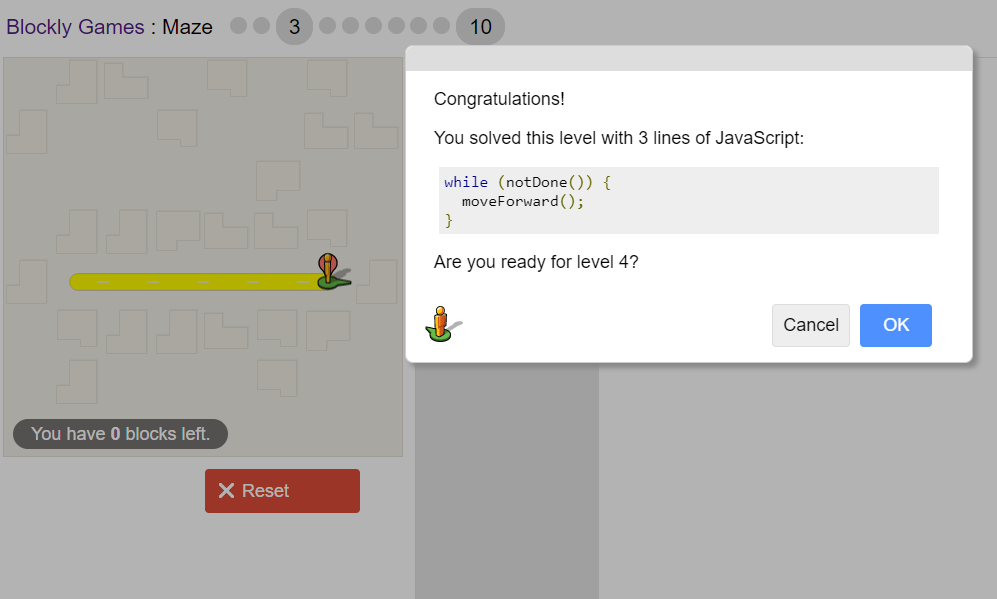 Blockly Games : Maze 3 10
Congratulations!
You solved this level with 3 lines of JavaScript:
while (notDone()) {
  moveForward();
}
Are you ready for level 4?
Cancel OK
You have 0 blocks left.
Reset